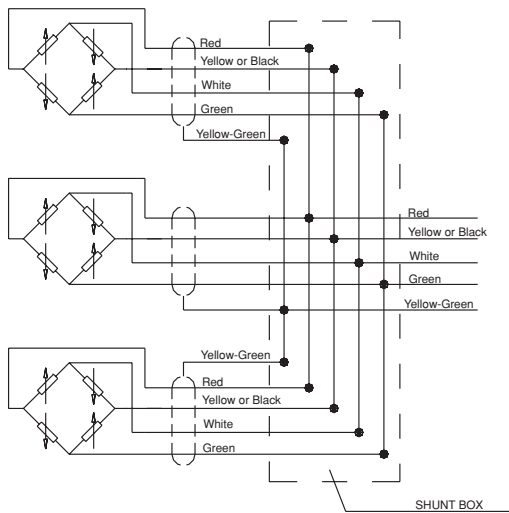 Red
Yellow or Black
White
Green
Yellow-Green
Red
Yellow or Black
White
Green
Yellow-Green
Yellow-Green
Red
Yellow or Black
White
Green
SHUNT BOX